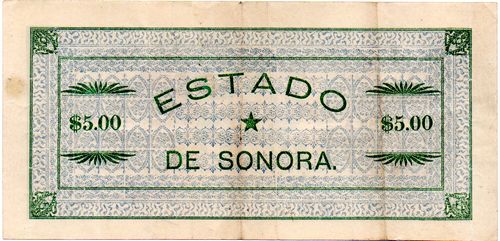 ESTADO
$5.00 $5.00
DE SONORA.